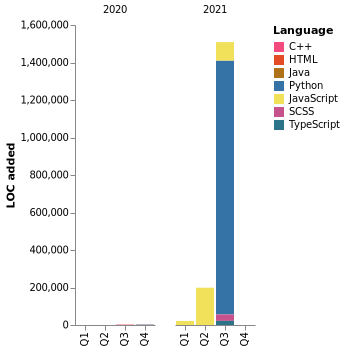 2020 2021
Language
C++
HTML
Java
Python
JavaScript
SCSS
TypeScript
LOC added
1,600,000
1,400,000
1,200,000
1,000,000
800,000
600,000
400,000
200,000
0
Q1 Q2 Q3 Q4 Q1 Q2 Q3 Q4